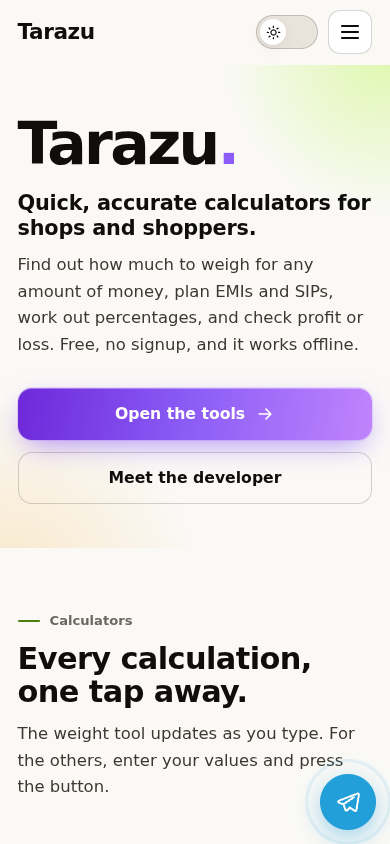 Tarazu
Tarazu.
Quick, accurate calculators for
shops and shoppers.
Find out how much to weigh for any
amount of money, plan EMIs and SIPs,
work out percentages, and check profit or
loss. Free, no signup, and it works offline.
Open the tools →
Meet the developer
Calculators
Every calculation,
one tap away.
The weight tool updates as you type. For
the others, enter your values and press
the button.